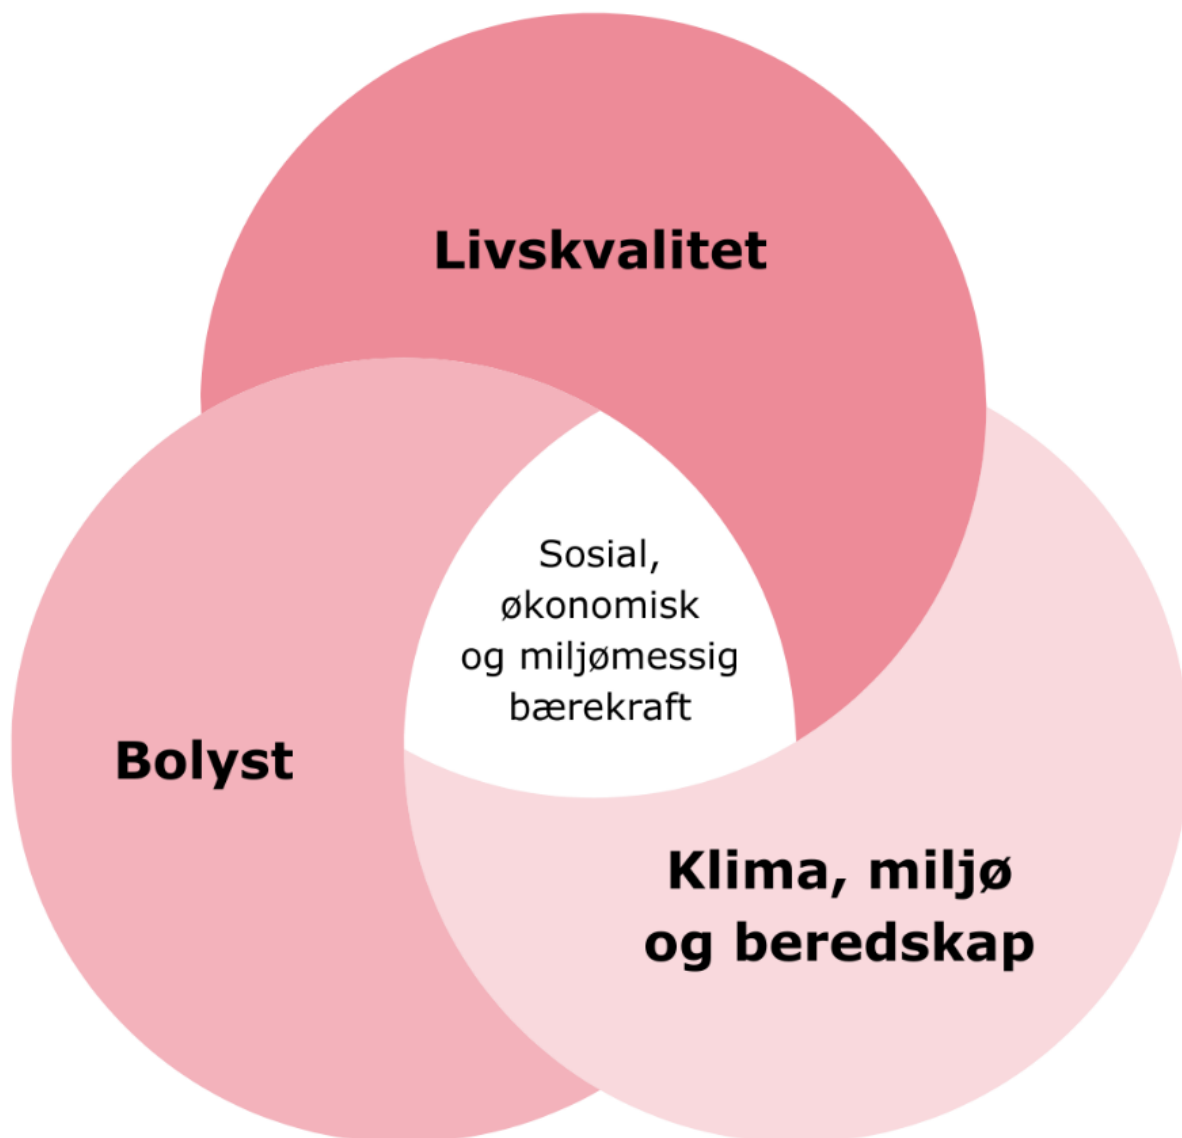 Livskvalitet
Sosial,
økonomisk
og miljømessig
bærekraft
Bolyst
Klima, miljø
og beredskap